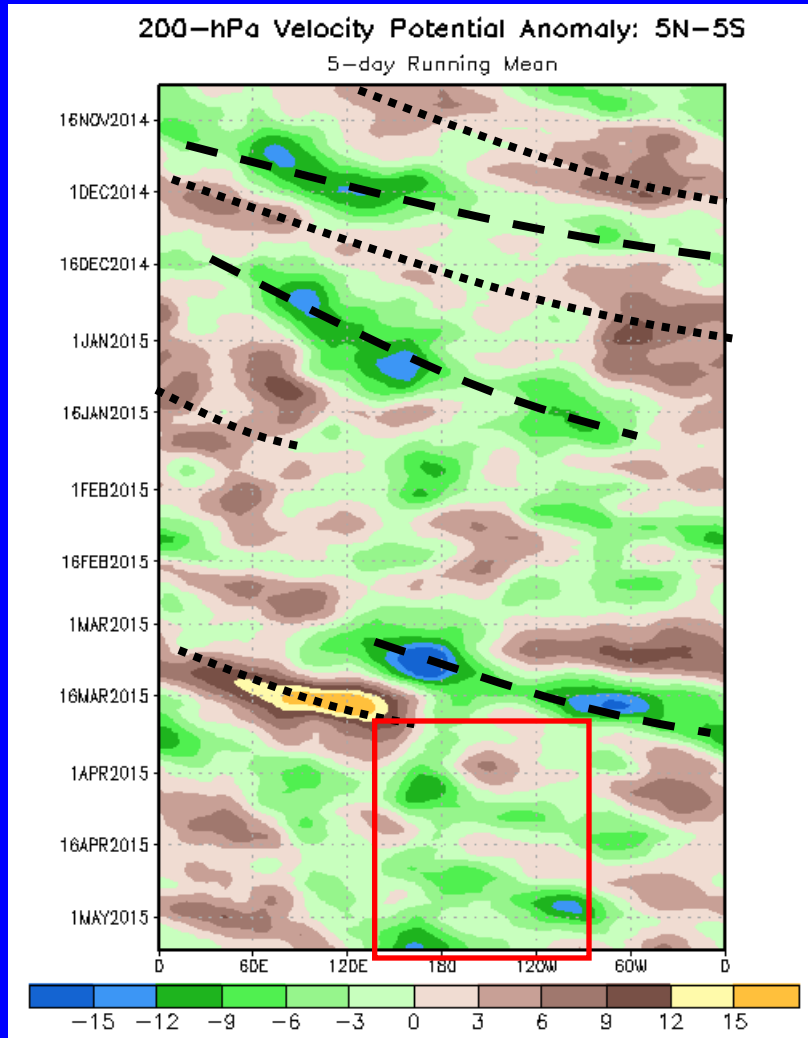 200-hPa Velocity Potential Anomaly: 5N-5S
5-day Running Mean
16NOV2014
1DEC2014
16DEC2014
1JAN2015
16JAN2015
1FEB2015
16FEB2015
1MAR2015
16MAR2015
1APR2015
16APR2015
1MAY2015
0 60E 120E 180 120W 60W 0
-15 -12 -9 -6 -3 0 3 6 9 12 15